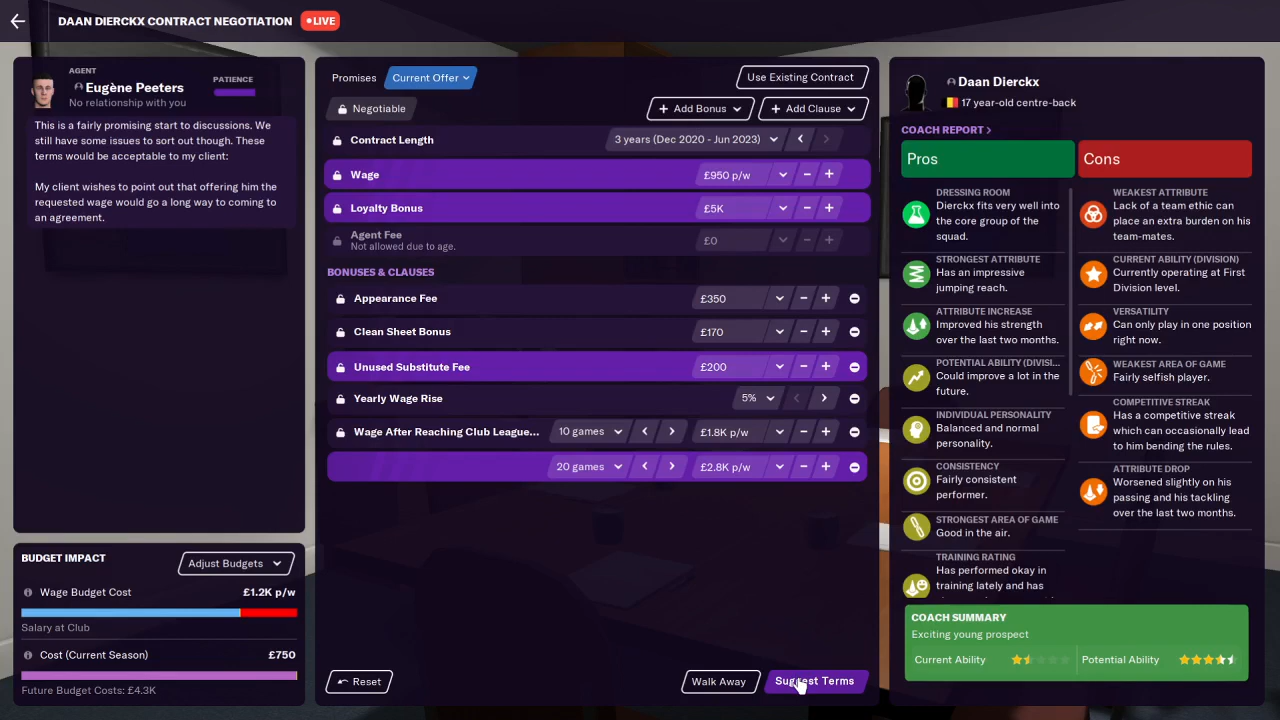 DAAN DIERCKX CONTRACT NEGOTIATION
LIVE
AGENT
Eugène Peeters
No relationship with you
PATIENCE
This is a fairly promising start to discussions. We
still have some issues to sort out though. These
terms would be acceptable to my client:
My client wishes to point out that offering him the
requested wage would go a long way to coming to
an agreement.
BUDGET IMPACT
Adjust Budgets
Wage Budget Cost
£1.2K p/w
Salary at Club
Cost (Current Season)
£750
Future Budget Costs: £4.3K
Promises
Current Offer
Use Existing Contract
Negotiable
Add Bonus
Add Clause
Contract Length
3 years (Dec 2020 - Jun 2023)
Wage
£950 p/w
Loyalty Bonus
£5K
Agent Fee
Not allowed due to age.
£0
BONUSES & CLAUSES
Appearance Fee
£350
Clean Sheet Bonus
£170
Unused Substitute Fee
£200
Yearly Wage Rise
5%
Wage After Reaching Club League...
10 games
£1.8K p/w
20 games
£2.8K p/w
Reset
Walk Away
Suggest Terms
Daan Dierckx
17 year-old centre-back
COACH REPORT >
Pros
DRESSING ROOM
Dierckx fits very well into
the core group of the
squad.
STRONGEST ATTRIBUTE
Has an impressive
jumping reach.
ATTRIBUTE INCREASE
Improved his strength
over the last two months.
POTENTIAL ABILITY (DIVISI...
Could improve a lot in the
future.
INDIVIDUAL PERSONALITY
Balanced and normal
personality.
CONSISTENCY
Fairly consistent
performer.
STRONGEST AREA OF GAME
Good in the air.
TRAINING RATING
Has performed okay in
training lately and has
Cons
WEAKEST ATTRIBUTE
Lack of a team ethic can
place an extra burden on his
team-mates.
CURRENT ABILITY (DIVISION)
Currently operating at First
Division level.
VERSATILITY
Can only play in one position
right now.
WEAKEST AREA OF GAME
Fairly selfish player.
COMPETITIVE STREAK
Has a competitive streak
which can occasionally lead
to him bending the rules.
ATTRIBUTE DROP
Worsened slightly on his
passing and his tackling
over the last two months.
COACH SUMMARY
Exciting young prospect
Current Ability
Potential Ability